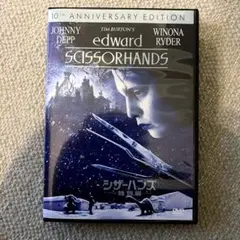 10TH ANNIVERSARY EDITION
JOHNNY DEPP
WINONA RYDER
TIM BURTON'S
edward
SCISSORHANDS
シザーハンズ
特別編